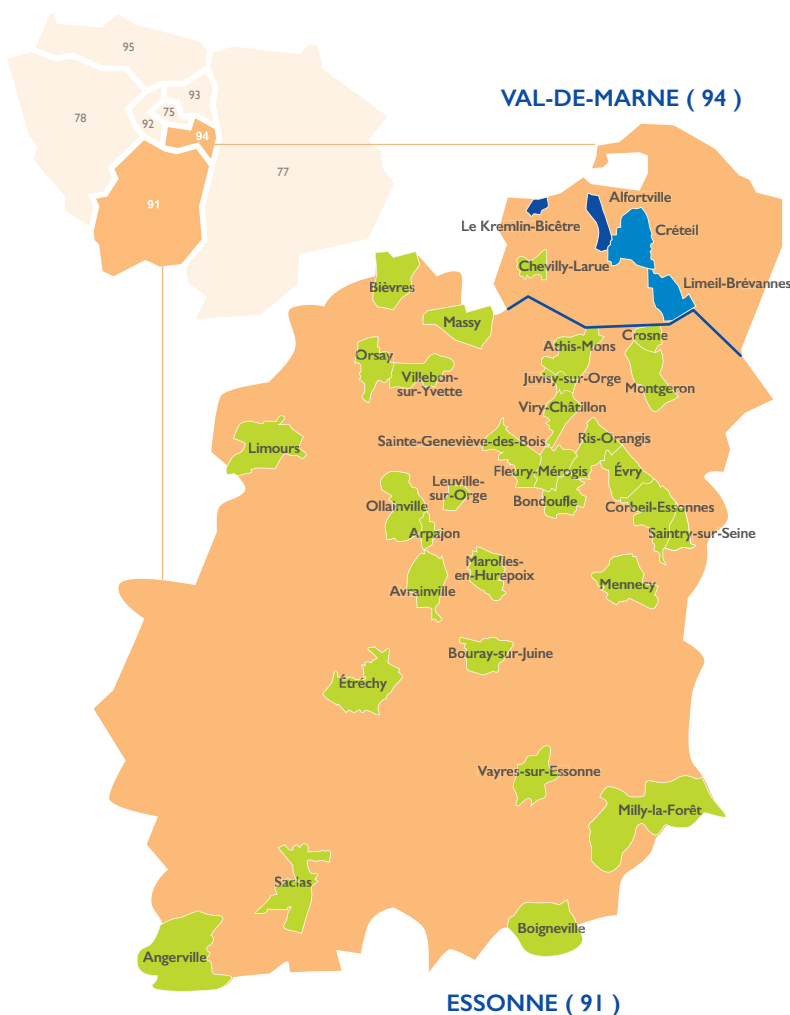 95
78
92
75
93
94
77
91
VAL-DE-MARNE ( 94 )
Alfortville
Le Kremlin-Bicêtre
Créteil
Chevilly-Larue
Limeil-Brévannes
Bièvres
Massy
Crosne
Athis-Mons
Orsay
Villebon-
sur-Yvette
Juvisy-sur-Orge
Montgeron
Viry-Châtillon
Limours
Sainte-Geneviève-des-Bois
Ris-Orangis
Fleury-Mérogis
Évry
Leuville-
sur-Orge
Bondoufle
Ollainville
Corbeil-Essonnes
Arpajon
Saintry-sur-Seine
Marolles-
en-Hurepoix
Avrainville
Mennecy
Bouray-sur-Juine
Étréchy
Vayres-sur-Essonne
Milly-la-Forêt
Saclas
Boigneville
Angerville
ESSONNE ( 91 )